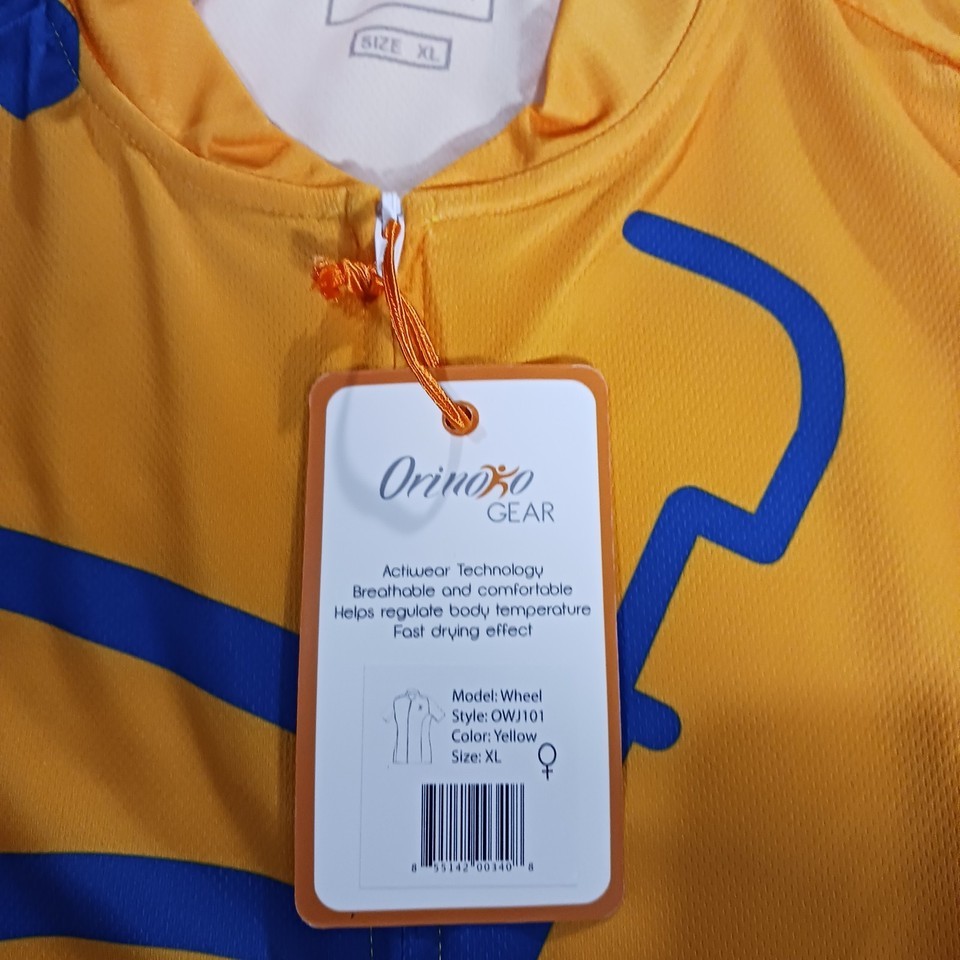 SIZE XL
Orinoko
GEAR
Actiwear Technology
Breathable and comfortable
Helps regulate body temperature
Fast drying effect
Model: Wheel
Style: OWJ101
Color: Yellow
Size: XL
8 55142 00340 8